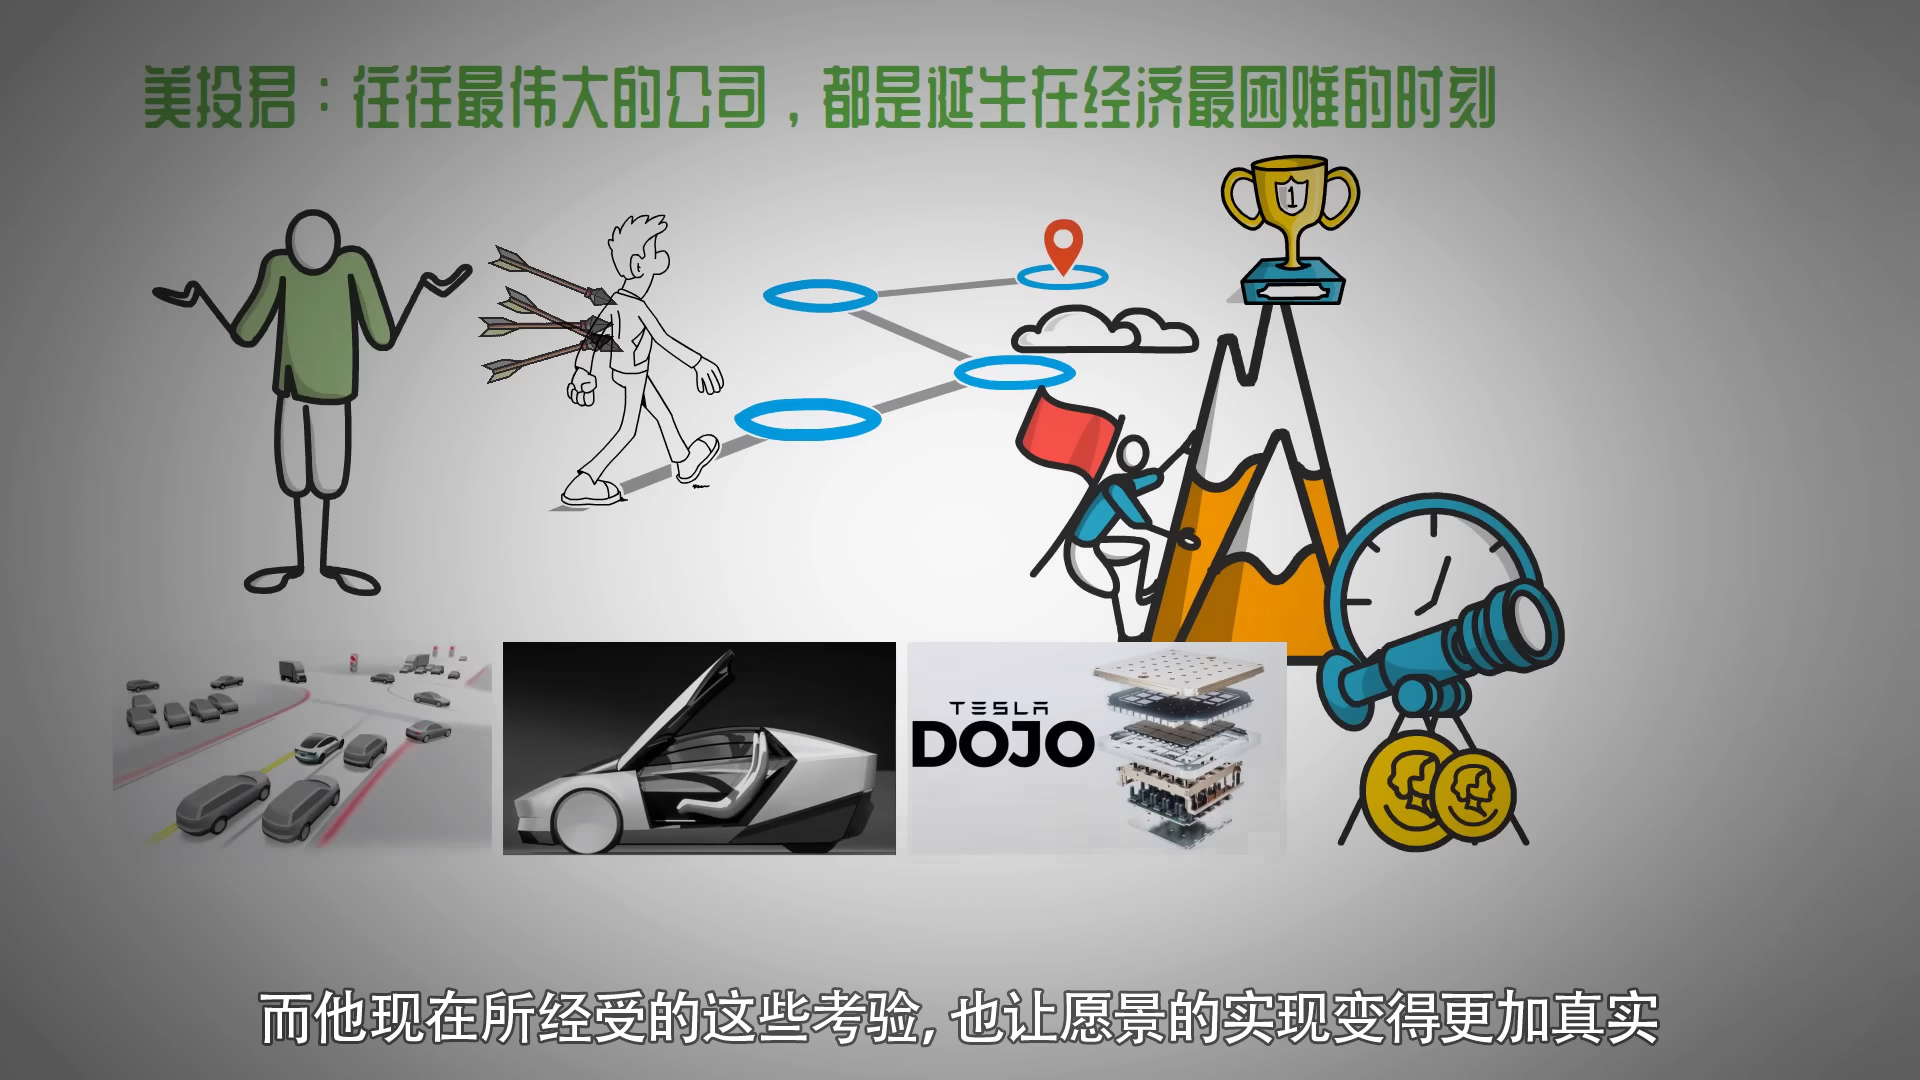 美投君：往往最伟大的公司，都是诞生在经济最困难的时刻
1
TESLA
DOJO
而他现在所经受的这些考验，也让愿景的实现变得更加真实